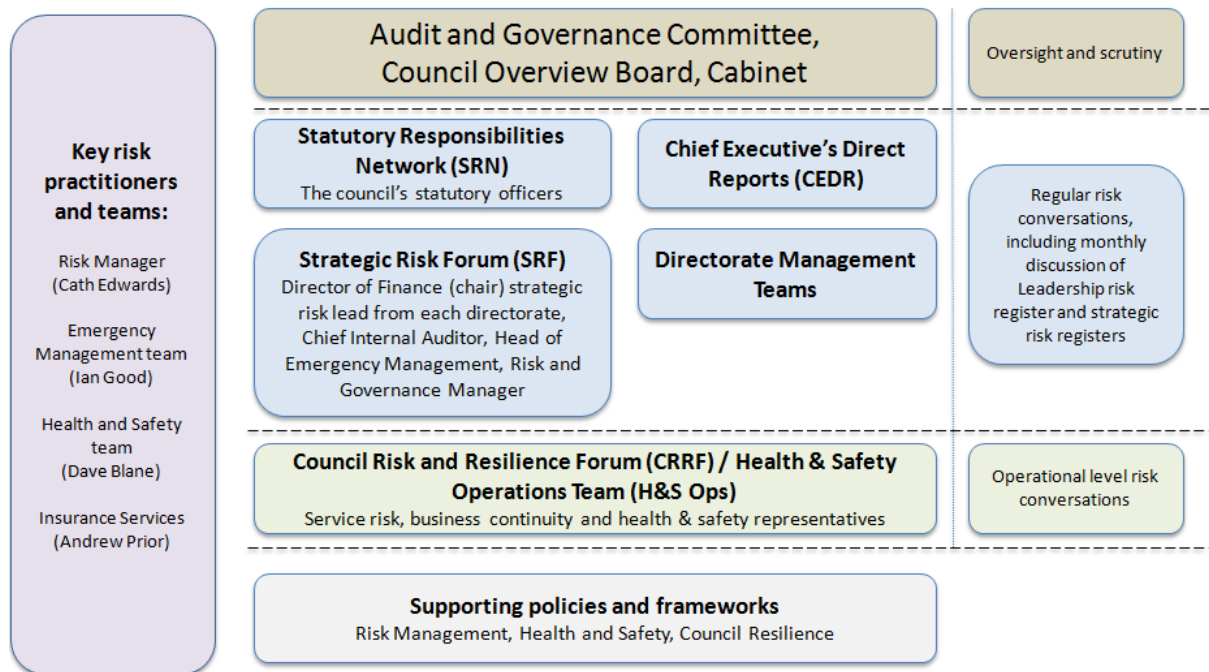 Key risk
practitioners
and teams:
Risk Manager
(Cath Edwards)
Emergency
Management team
(Ian Good)
Health and Safety
team
(Dave Blane)
Insurance Services
(Andrew Prior)
Audit and Governance Committee,
Council Overview Board, Cabinet
Oversight and scrutiny
Statutory Responsibilities
Network (SRN)
The council's statutory officers
Chief Executive's Direct
Reports (CEDR)
Strategic Risk Forum (SRF)
Director of Finance (chair) strategic
risk lead from each directorate,
Chief Internal Auditor, Head of
Emergency Management, Risk and
Governance Manager
Directorate Management
Teams
Regular risk
conversations,
including monthly
discussion of
Leadership risk
register and strategic
risk registers
Council Risk and Resilience Forum (CRRF) / Health & Safety
Operations Team (H&S Ops)
Service risk, business continuity and health & safety representatives
Operational level risk
conversations
Supporting policies and frameworks
Risk Management, Health and Safety, Council Resilience